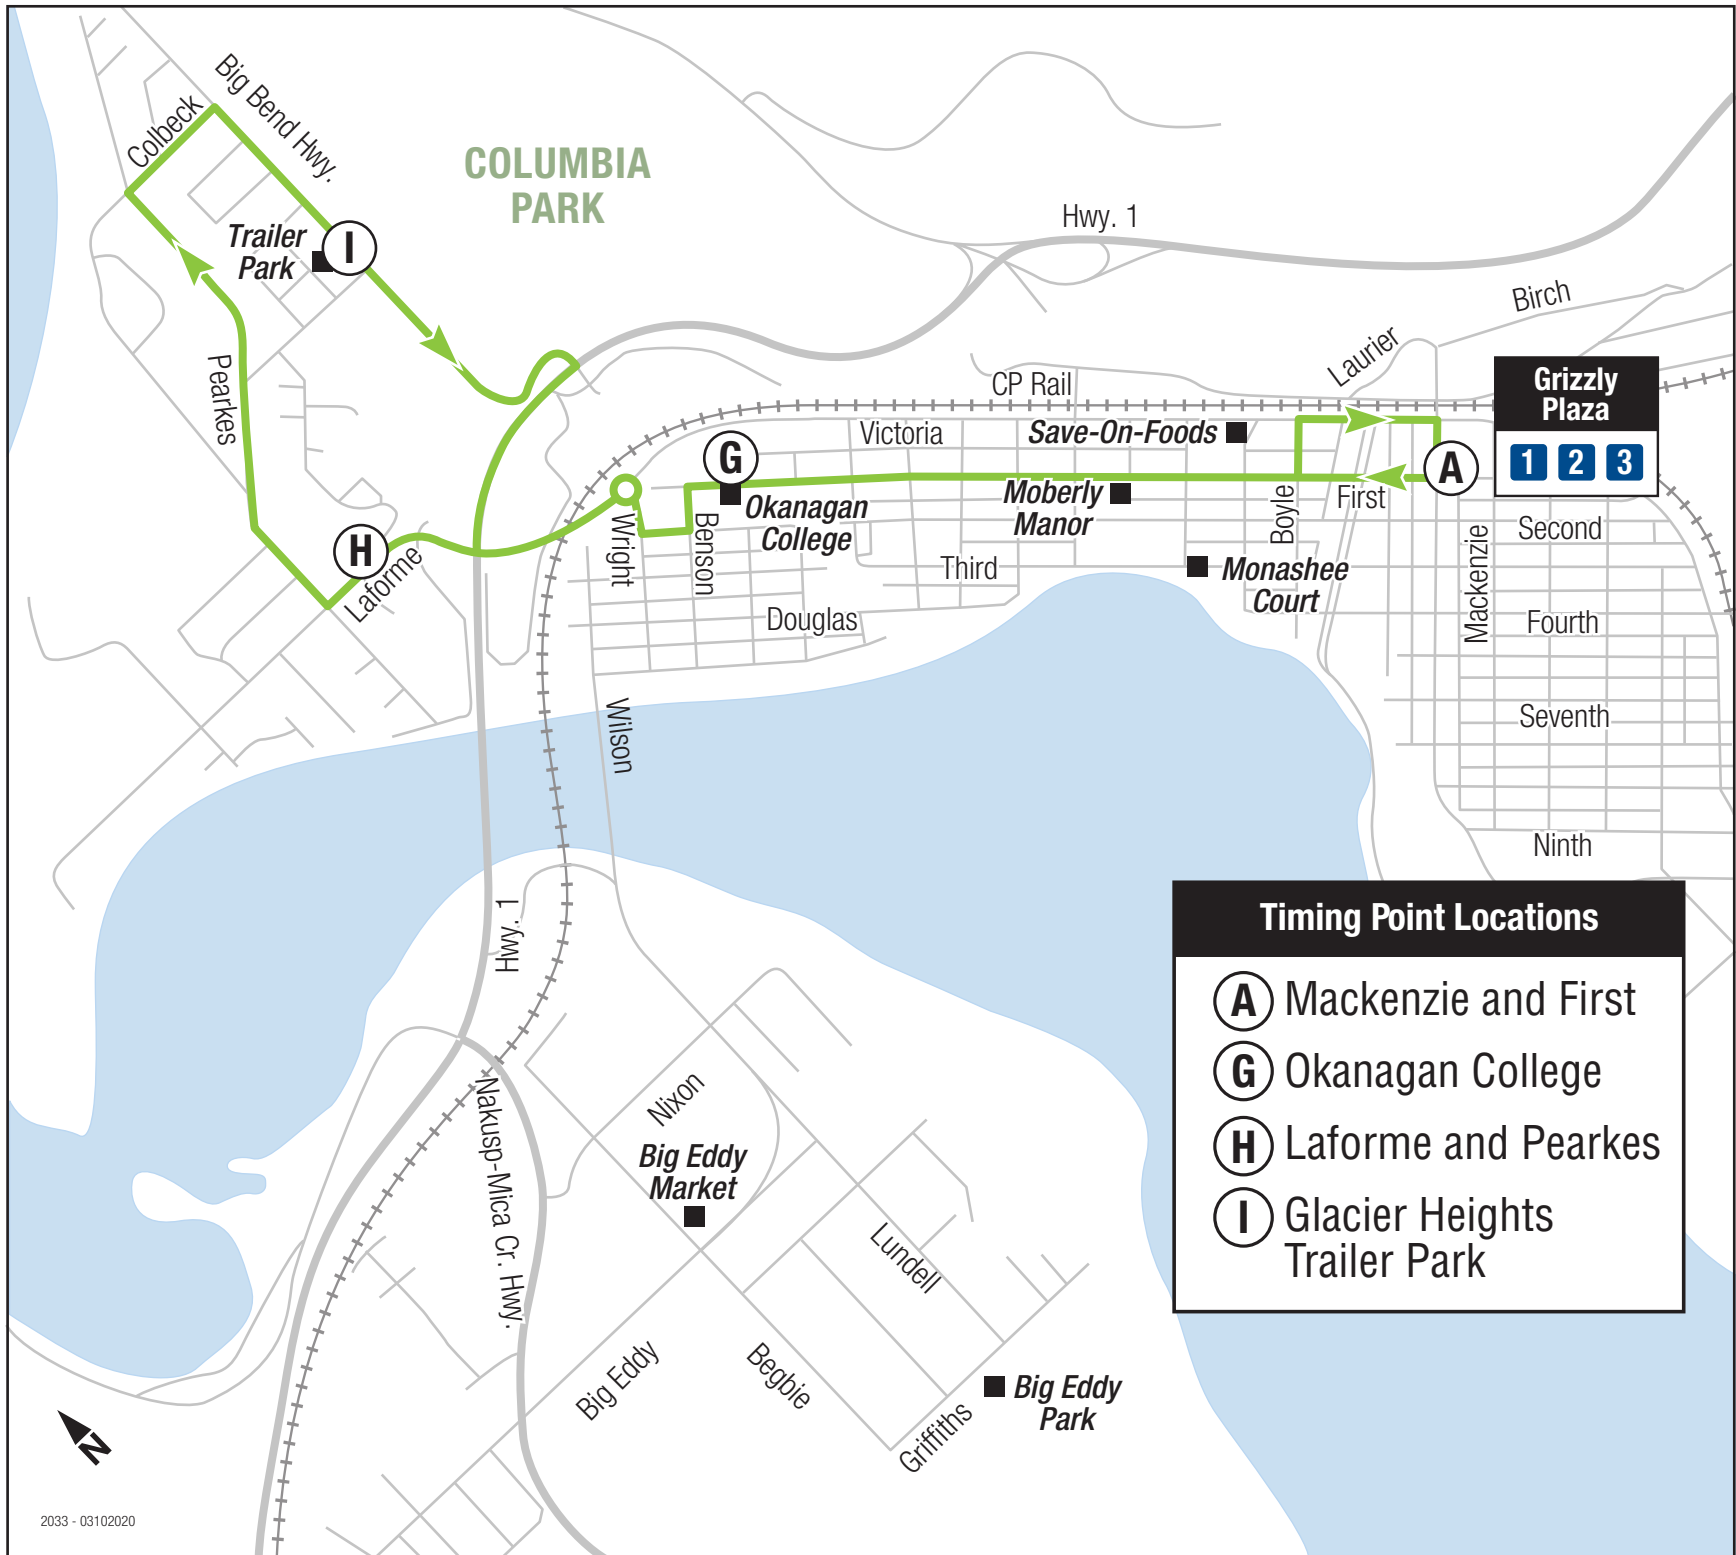 Big Bend Hwy.
Colbeck
COLUMBIA
PARK
Hwy. 1
Trailer
Park
I
Birch
Laurier
Pearkes
CP Rail
Grizzly
Plaza
1 2 3
Victoria
Save-On-Foods
G
A
Okanagan
College
Moberly
Manor
First
Boyle
Wright
Benson
Second
Mackenzie
H
Laforme
Third
Monashee
Court
Douglas
Fourth
Wilson
Seventh
Ninth
Hwy. 1
Timing Point Locations
A Mackenzie and First
G Okanagan College
H Laforme and Pearkes
I Glacier Heights
Trailer Park
Nakusp-Mica Cr. Hwy.
Nixon
Big Eddy
Market
Lundell
Big Eddy
Begbie
Big Eddy
Park
Griffiths
N
2033 - 03102020